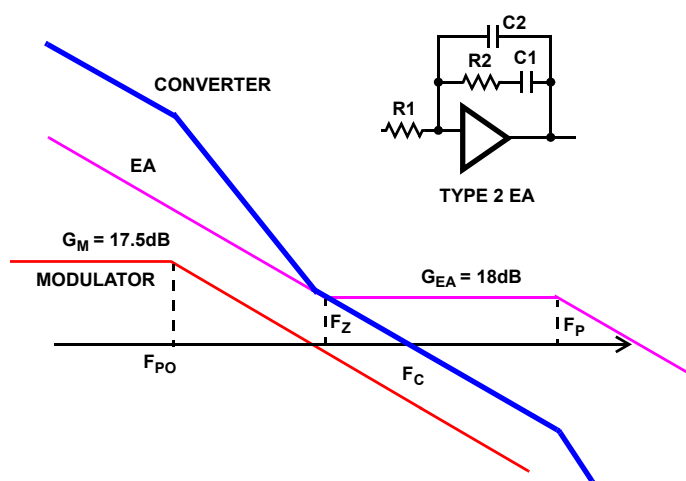 C2
R2
C1
R1
CONVERTER
EA
TYPE 2 EA
G_M = 17.5dB
MODULATOR
G_EA = 18dB
F_Z
F_P
F_PO
F_C